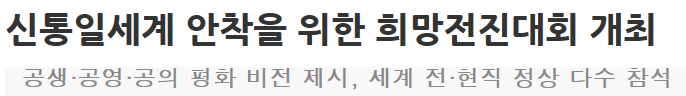 신통일세계 안착을 위한 희망전진대회 개최
공생·공영·공의 평화 비전 제시, 세계 전·현직 정상 다수 참석